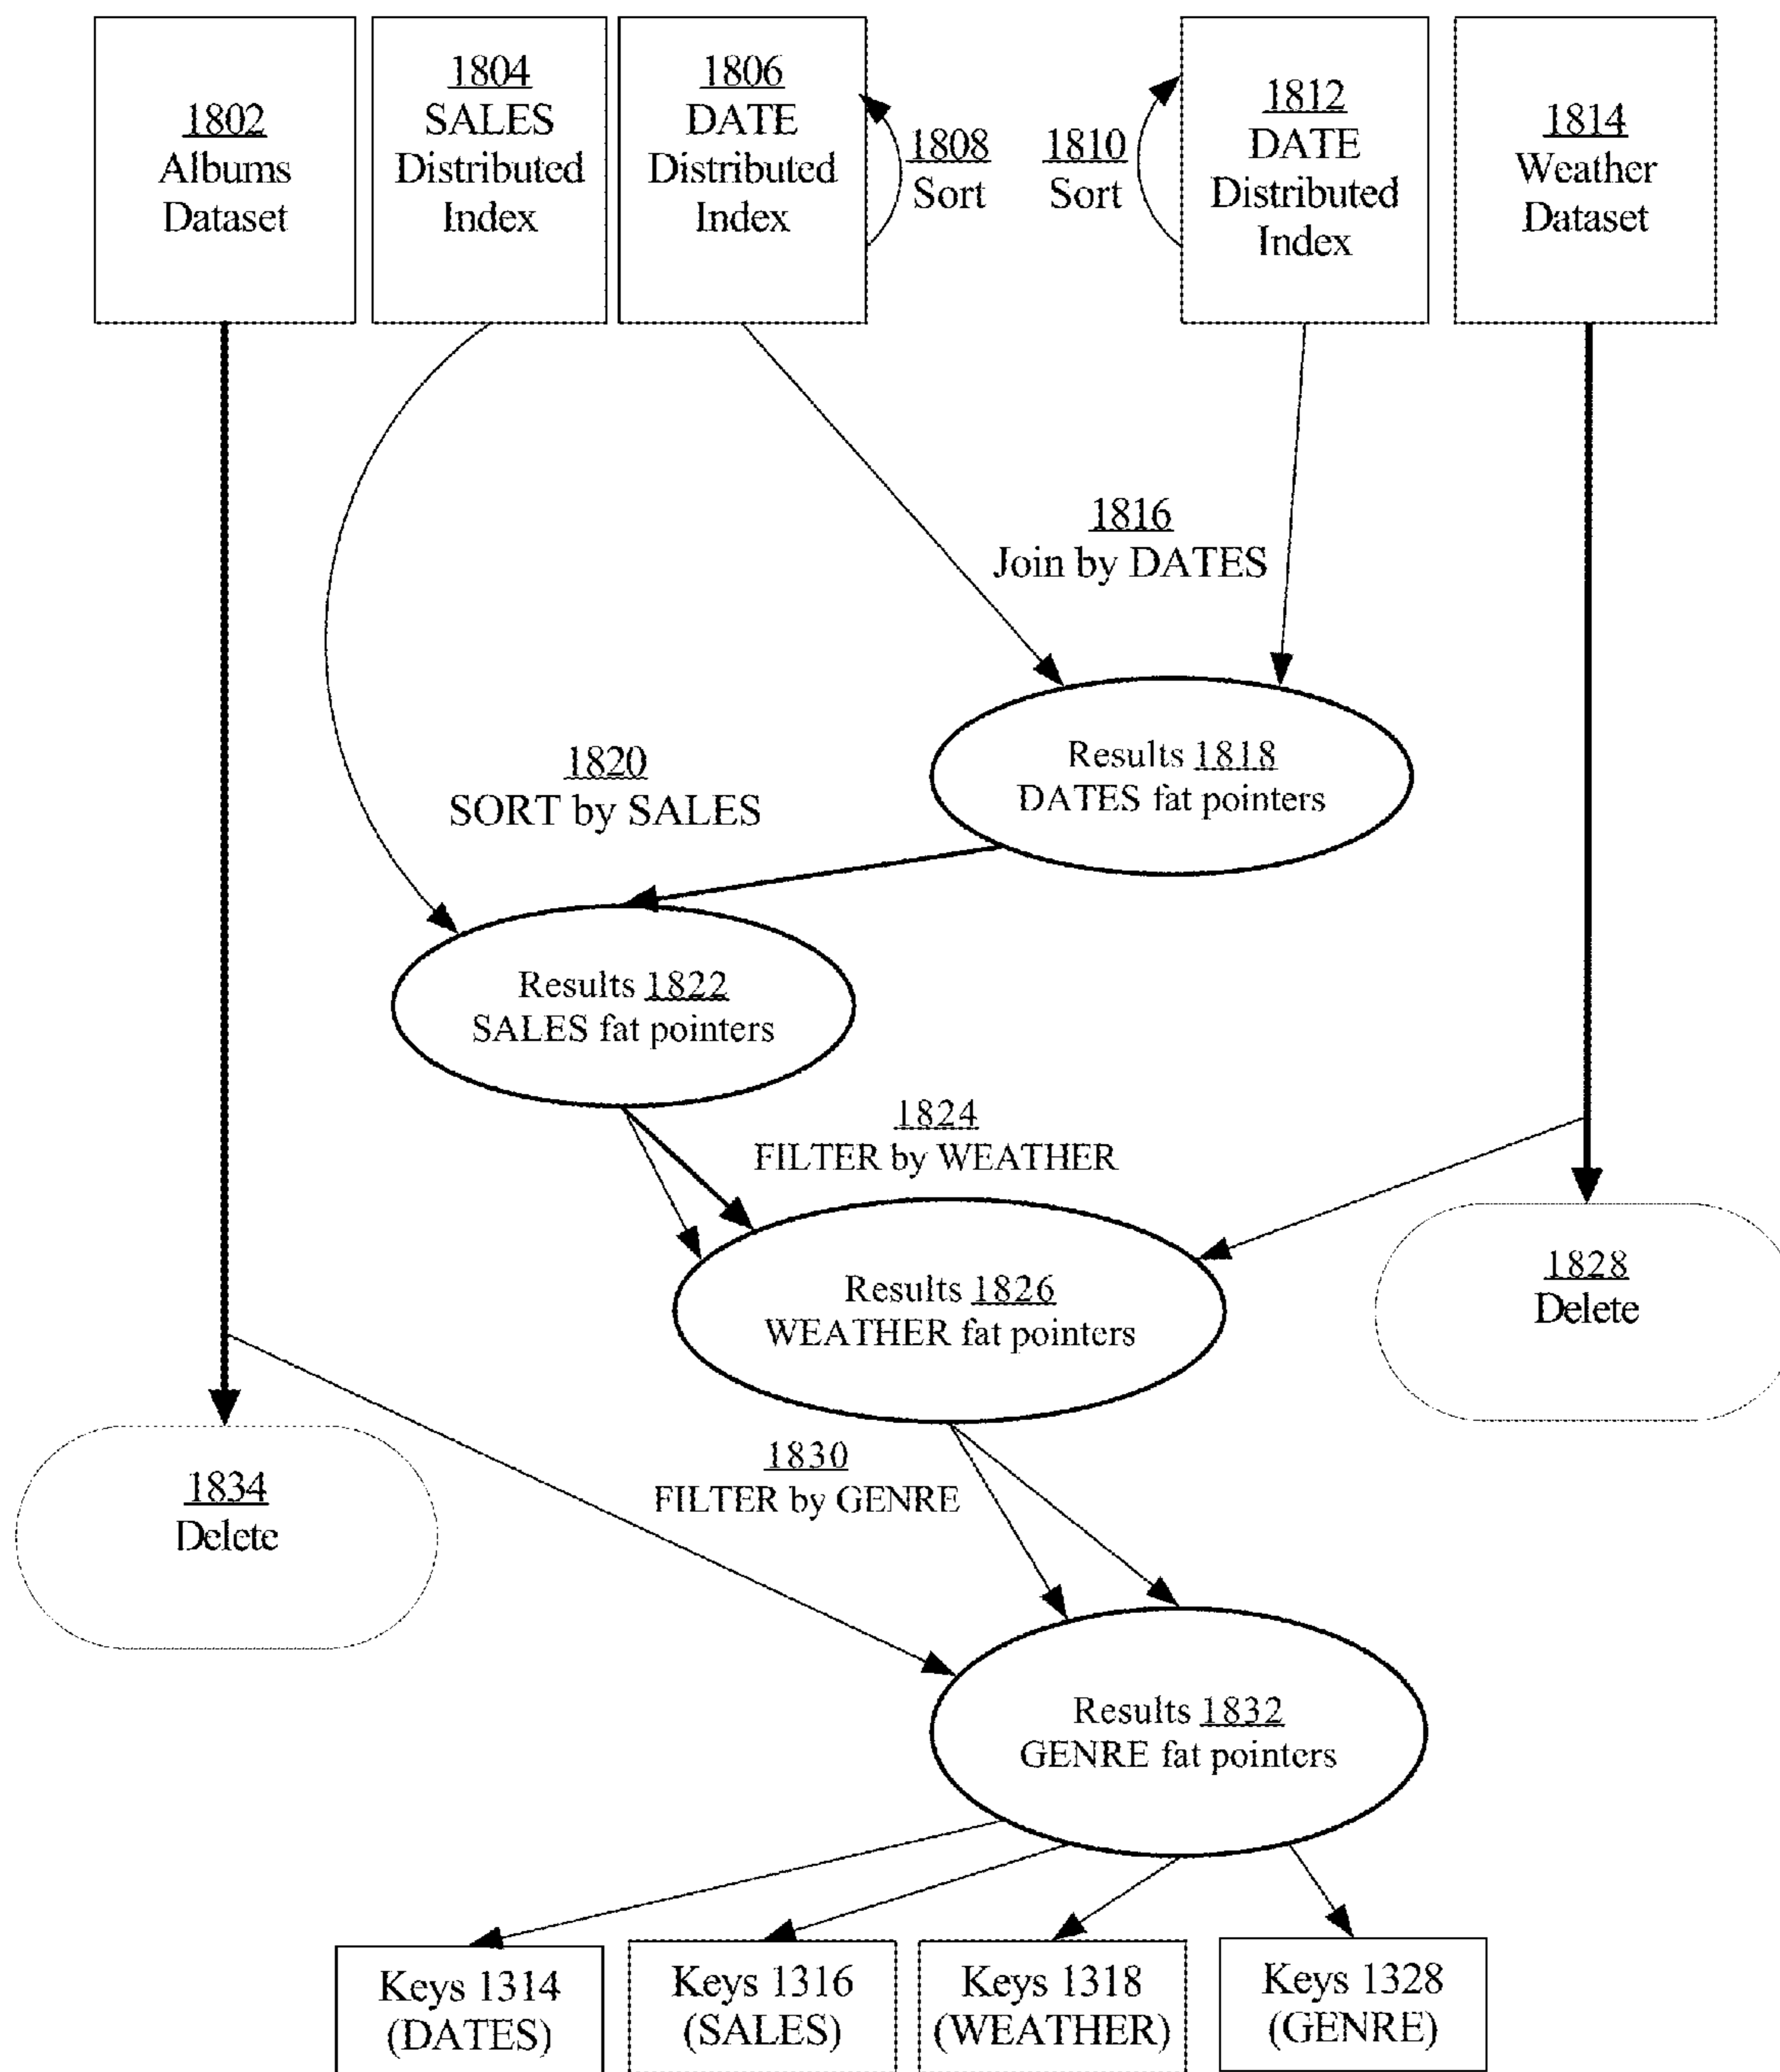 1802
Albums
Dataset
1804
SALES
Distributed
Index
1806
DATE
Distributed
Index
1808
Sort
1810
Sort
1812
DATE
Distributed
Index
1814
Weather
Dataset
1816
Join by DATES
Results 1818
DATES fat pointers
1820
SORT by SALES
Results 1822
SALES fat pointers
1824
FILTER by WEATHER
Results 1826
WEATHER fat pointers
1828
Delete
1830
FILTER by GENRE
1834
Delete
Results 1832
GENRE fat pointers
Keys 1314
(DATES)
Keys 1316
(SALES)
Keys 1318
(WEATHER)
Keys 1328
(GENRE)